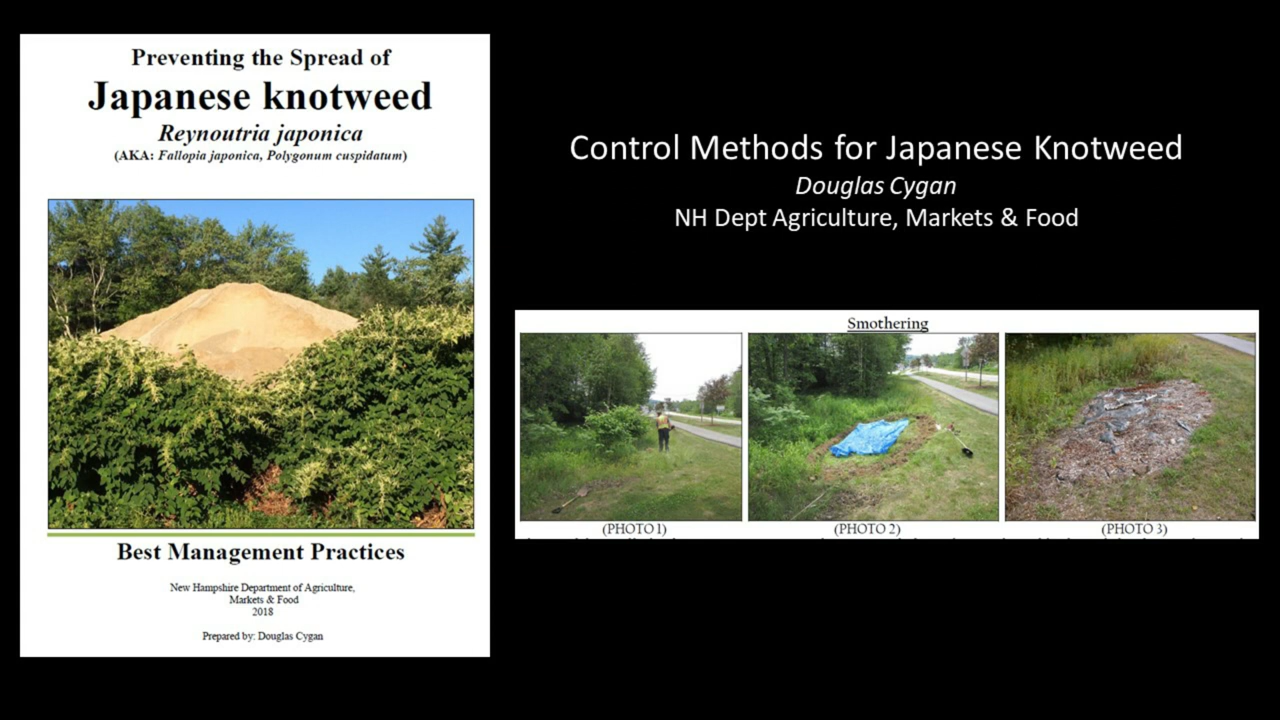 Preventing the Spread of
Japanese knotweed
Reynoutria japonica
(AKA: Fallopia japonica, Polygonum cuspidatum)
Best Management Practices
New Hampshire Department of Agriculture,
Markets & Food
2018
Prepared by: Douglas Cygan
Control Methods for Japanese Knotweed
Douglas Cygan
NH Dept Agriculture, Markets & Food
Smothering
(PHOTO 1)
(PHOTO 2)
(PHOTO 3)